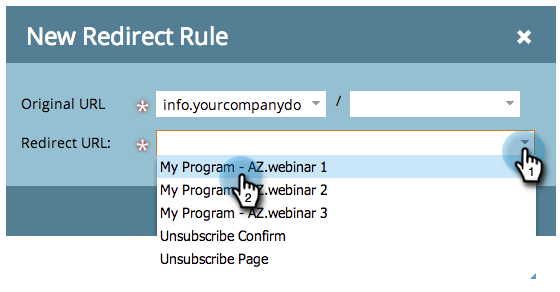 New Redirect Rule ×
Original URL * info.yourcompanydo /
Redirect URL: *
My Program - AZ.webinar 1
1
My Program - AZ.webinar 2
2
My Program - AZ.webinar 3
Unsubscribe Confirm
Unsubscribe Page